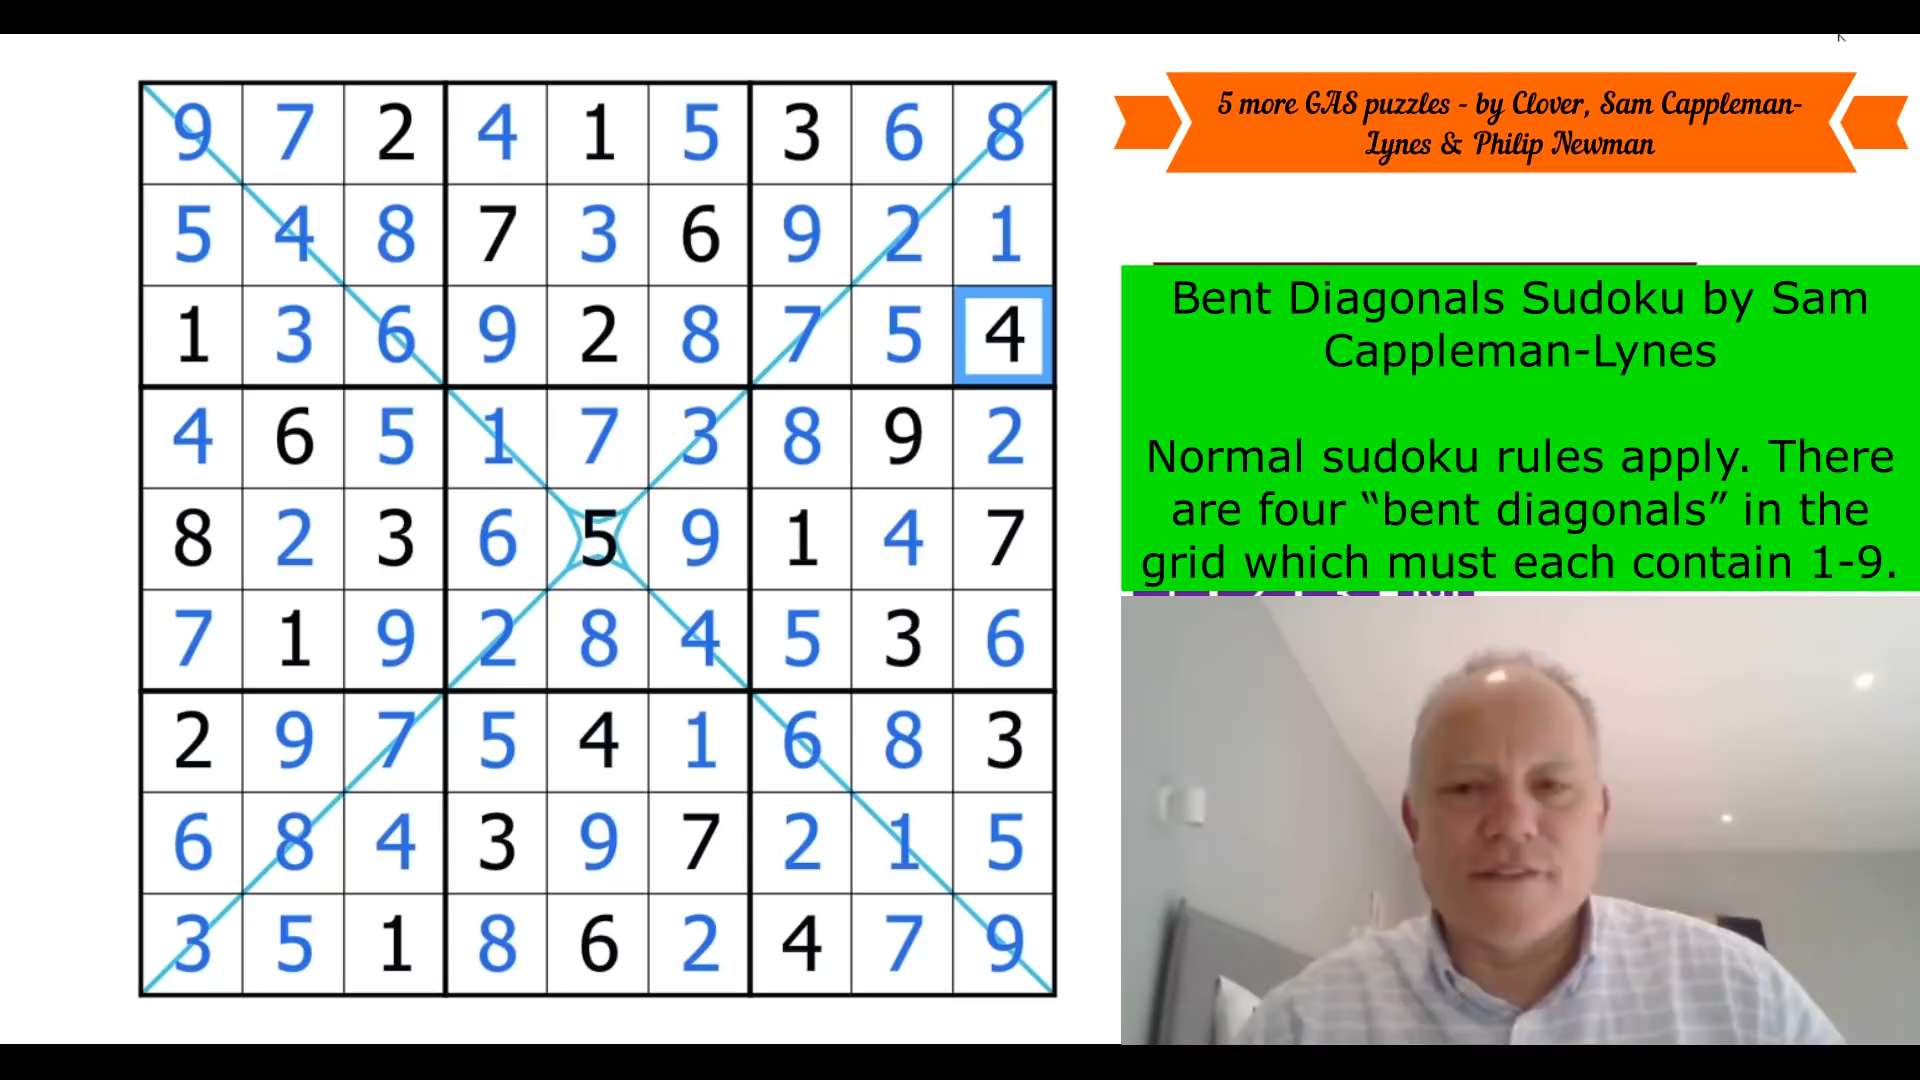 5 more GAS puzzles - by Clover, Sam Cappleman-
Lynes & Philip Newman
9 7 2 4 1 5 3 6 8
5 4 8 7 3 6 9 2 1
1 3 6 9 2 8 7 5 4
4 6 5 1 7 3 8 9 2
8 2 3 6 5 9 1 4 7
7 1 9 2 8 4 5 3 6
2 9 7 5 4 1 6 8 3
6 8 4 3 9 7 2 1 5
3 5 1 8 6 2 4 7 9
Bent Diagonals Sudoku by Sam
Cappleman-Lynes
Normal sudoku rules apply. There
are four “bent diagonals” in the
grid which must each contain 1-9.